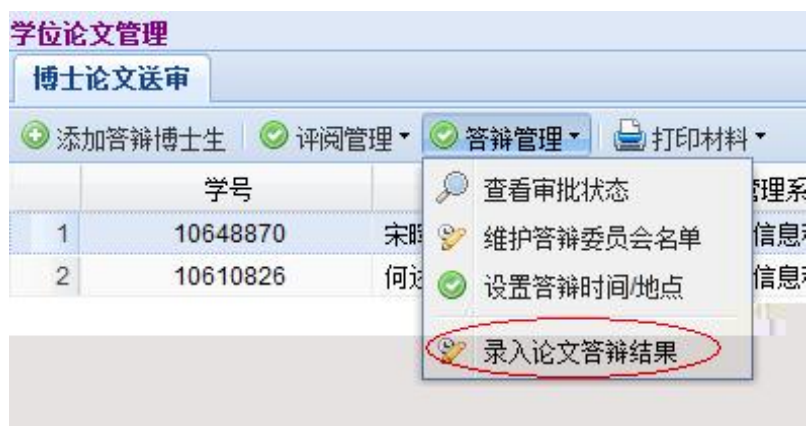 学位论文管理
博士论文送审
添加答辩博士生 评阅管理 答辩管理 打印材料
学号
查看审批状态
管理系
1 10648870 宋
维护答辩委员会名单
信息
2 10610826 何
设置答辩时间/地点
信息
录入论文答辩结果